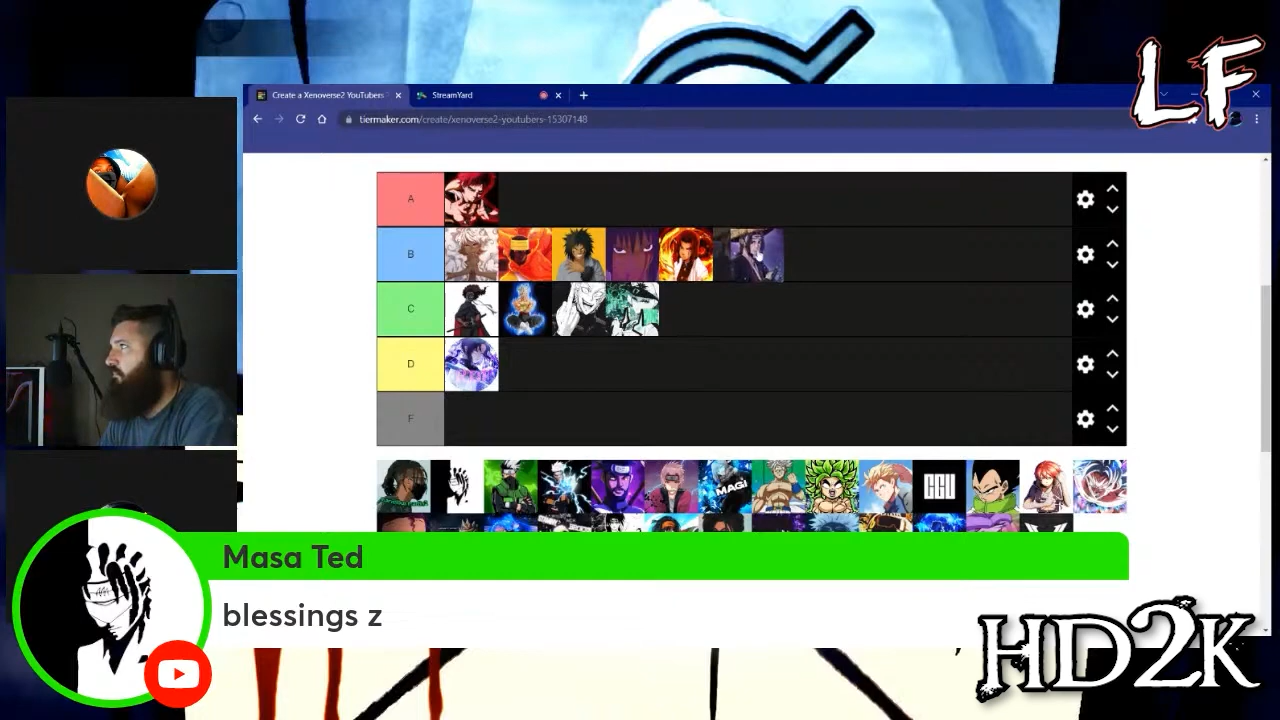 LF
Create a Xenoverse2 YouTubers
StreamYard
tiermaker.com/create/xenoverse2-youtubers-15307148
A
B
C
D
F
MAGI
CCU
Masa Ted
blessings z
HD2K